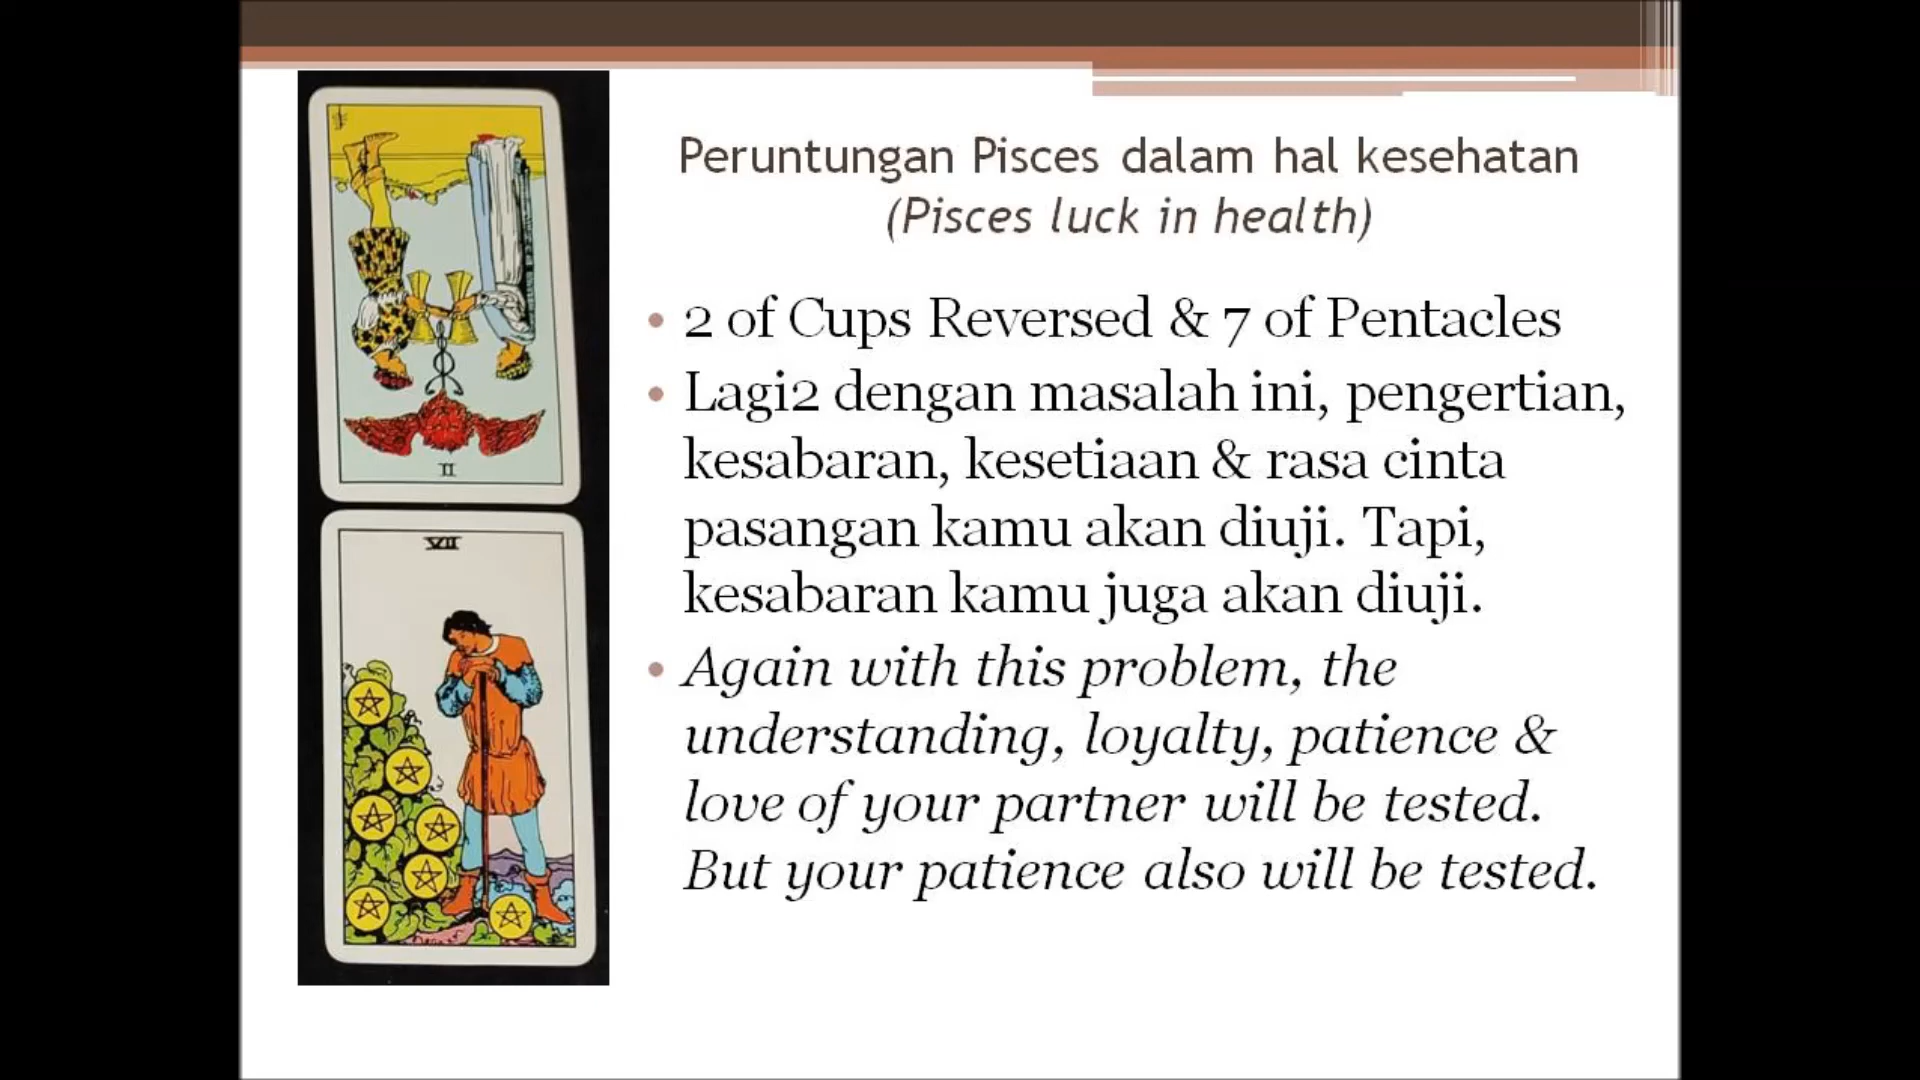 Peruntungan Pisces dalam hal kesehatan
(Pisces luck in health)
• 2 of Cups Reversed & 7 of Pentacles
• Lagi2 dengan masalah ini, pengertian,
kesabaran, kesetiaan & rasa cinta
pasangan kamu akan diuji. Tapi,
kesabaran kamu juga akan diuji.
• Again with this problem, the
understanding, loyalty, patience &
love of your partner will be tested.
But your patience also will be tested.
II
VII